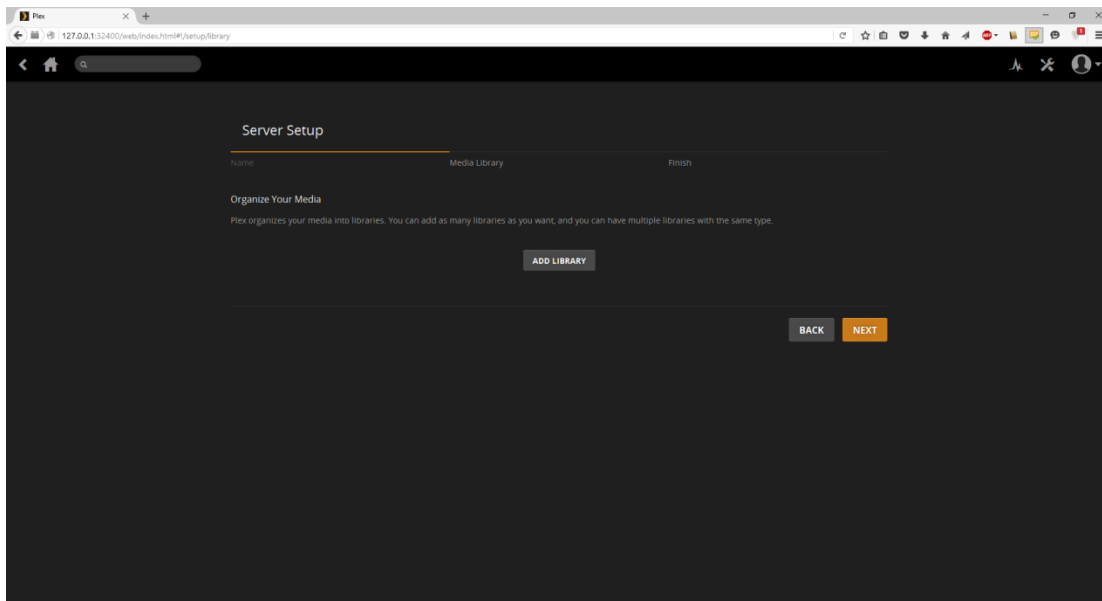 Plex
127.0.0.1:32400/web/index.html#!/setup/library
Server Setup
Name Media Library Finish
Organize Your Media
Plex organizes your media into libraries. You can add as many libraries as you want, and you can have multiple libraries with the same type.
ADD LIBRARY
BACK NEXT